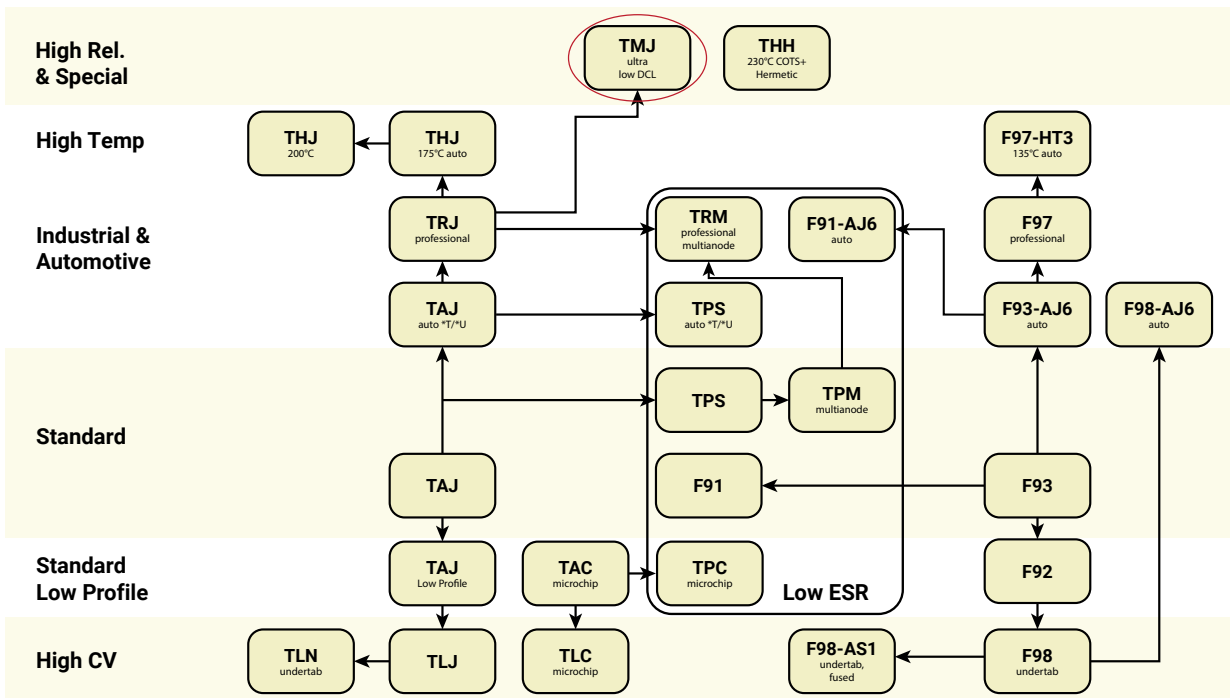 High Rel.
& Special
TMJ
ultra
low DCL
THH
230°C COTS+
Hermetic
High Temp
THJ
200°C
THJ
175°C auto
F97-HT3
135°C auto
Industrial &
Automotive
TRJ
professional
TRM
professional
multianode
F91-AJ6
auto
F97
professional
TAJ
auto *T/*U
TPS
auto *T/*U
F93-AJ6
auto
F98-AJ6
auto
Standard
TPS
TPM
multianode
TAJ
F91
F93
Standard
Low Profile
TAJ
Low Profile
TAC
microchip
TPC
microchip
Low ESR
F92
High CV
TLN
undertab
TLJ
TLC
microchip
F98-AS1
undertab,
fused
F98
undertab